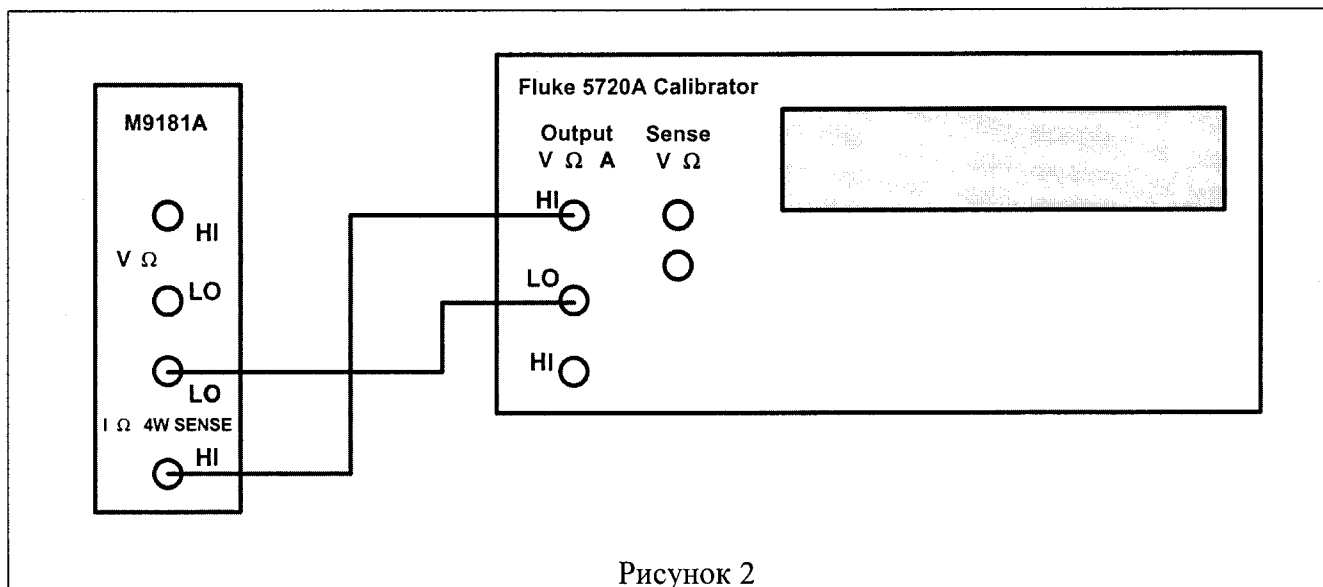 M9181A
HI
V Ω
LO
LO
I Ω 4W SENSE
HI
Fluke 5720A Calibrator
Output Sense
V Ω A V Ω
HI
LO
HI
Рисунок 2